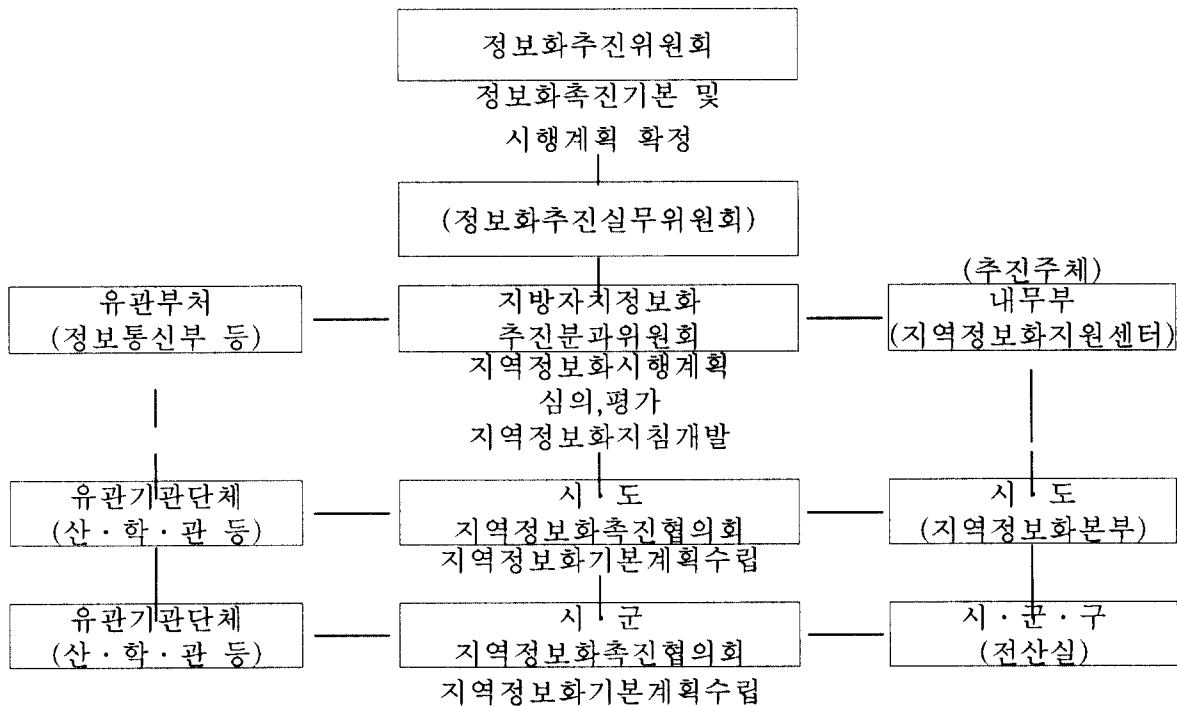 정보화추진위원회
정보화촉진기본 및
시행계획 확정
(정보화추진실무위원회)
유관부처
(정보통신부 등)
지방자치정보화
추진분과위원회
지역정보화시행계획
심의,평가
지역정보화지침개발
(추진주체)
내무부
(지역정보화지원센터)
유관기관단체
(산·학·관 등)
시·도
지역정보화촉진협의회
지역정보화기본계획수립
시·도
(지역정보화본부)
유관기관단체
(산·학·관 등)
시·군
지역정보화촉진협의회
지역정보화기본계획수립
시·군·구
(전산실)